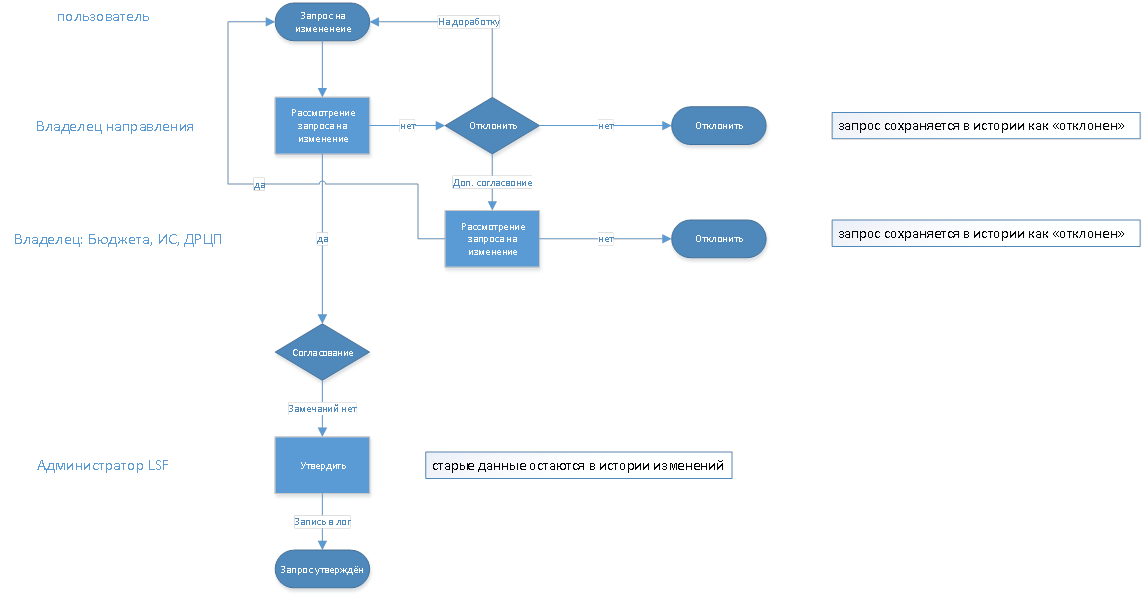 пользователь
Запрос на
изменеение
На доработку
Владелец направления
Рассмотрение
запроса на
изменение
нет
Отклонить
нет
Отклонить
запрос сохраняется в истории как «отклонен»
да
Доп. согласвоние
Владелец: Бюджета, ИС, ДРЦП
да
Рассмотрение
запроса на
изменение
нет
Отклонить
запрос сохраняется в истории как «отклонен»
Согласование
Замечаний нет
Администратор LSF
Утвердить
старые данные остаются в истории изменений
Запись в лог
Запрос утверждён